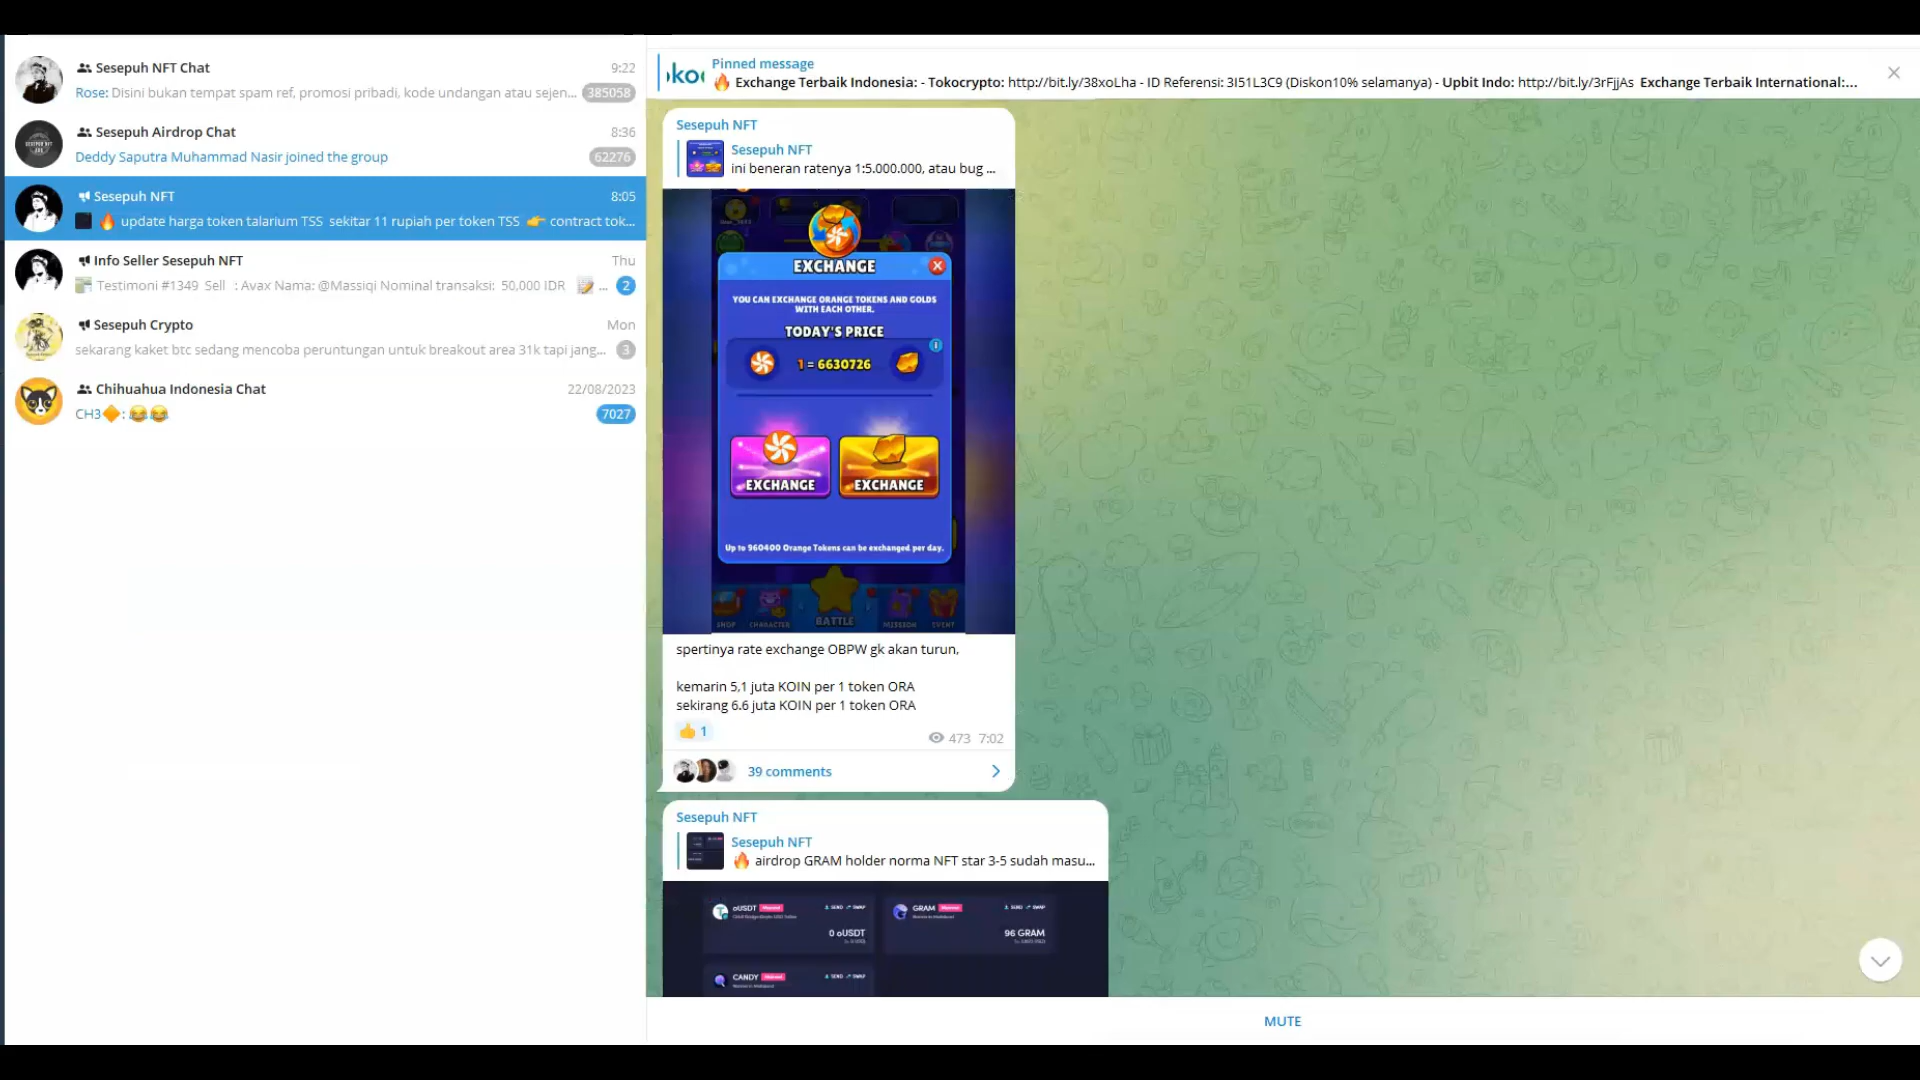 Sesepuh NFT Chat
9:22
Rose: Disini bukan tempat spam ref, promosi pribadi, kode undangan atau sejen...
385058
Sesepuh Airdrop Chat
8:36
Deddy Saputra Muhammad Nasir joined the group
62276
Sesepuh NFT
8:05
🔥 update harga token talarium TSS sekitar 11 rupiah per token TSS 👉 contract tok...
Info Seller Sesepuh NFT
Thu
Testimoni #1349 Sell : Avax Nama: @Massiqi Nominal transaksi: 50,000 IDR 📝 ...
2
Sesepuh Crypto
Mon
sekarang kaket btc sedang mencoba peruntungan untuk breakout area 31k tapi jang...
3
Chihuahua Indonesia Chat
22/08/2023
CH3🔶: 😂😂
7027
Pinned message
🔥 Exchange Terbaik Indonesia: - Tokocrypto: http://bit.ly/38xoLha - ID Referensi: 3I51L3C9 (Diskon10% selamanya) - Upbit Indo: http://bit.ly/3rFjjAs Exchange Terbaik International:...
Sesepuh NFT
Sesepuh NFT
ini beneran ratenya 1:5.000.000, atau bug ...
EXCHANGE
YOU CAN EXCHANGE ORANGE TOKENS AND GOLDS
WITH EACH OTHER.
TODAY'S PRICE
1 = 6630726
EXCHANGE
EXCHANGE
Up to 960400 Orange Tokens can be exchanged per day.
SHOP
CHARACTER
BATTLE
MISSION
EVENT
spertinya rate exchange OBPW gk akan turun,
kemarin 5,1 juta KOIN per 1 token ORA
sekirang 6.6 juta KOIN per 1 token ORA
👍 1
473 7:02
39 comments
Sesepuh NFT
Sesepuh NFT
🔥 airdrop GRAM holder norma NFT star 3-5 sudah masu...
oUSDT
SEND SWAP
0 oUSDT
GRAM
SEND SWAP
96 GRAM
CANDY
SEND SWAP
MUTE